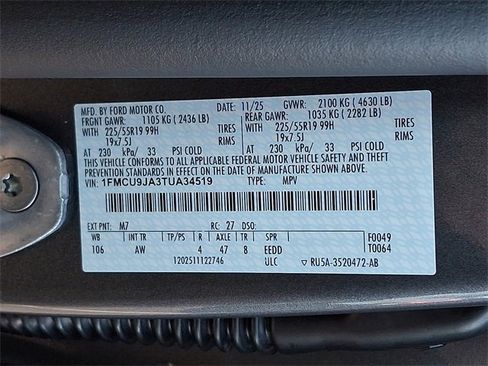 MFD. BY FORD MOTOR CO. 11/25 GVWR: 2100 KG ( 4630 LB)
FRONT GAWR: 1105 KG ( 2436 LB) REAR GAWR: 1035 KG ( 2282 LB)
225/55R19 99H TIRES 225/55R19 99H TIRES
19x7.5J RIMS 19x7.5J RIMS
AT 230 kPa/ 33 PSI COLD AT 230 kPa/ 33 PSI COLD
THIS VEHICLE CONFORMS TO ALL APPLICABLE FEDERAL MOTOR VEHICLE SAFETY AND THEFT
PREVENTION STANDARDS IN EFFECT ON THE DATE OF MANUFACTURE SHOWN ABOVE.
VIN: 1FMCU9JA3TUA34519 TYPE: MPV
EXT PNT: M7 RC: 27 DSO:
WB INT TR TP/PS R AXLE TR SPR F0049
106 AW 4 47 8 EEDD T0064
1202511122746 ULC ▽ RU5A-3520472-AB